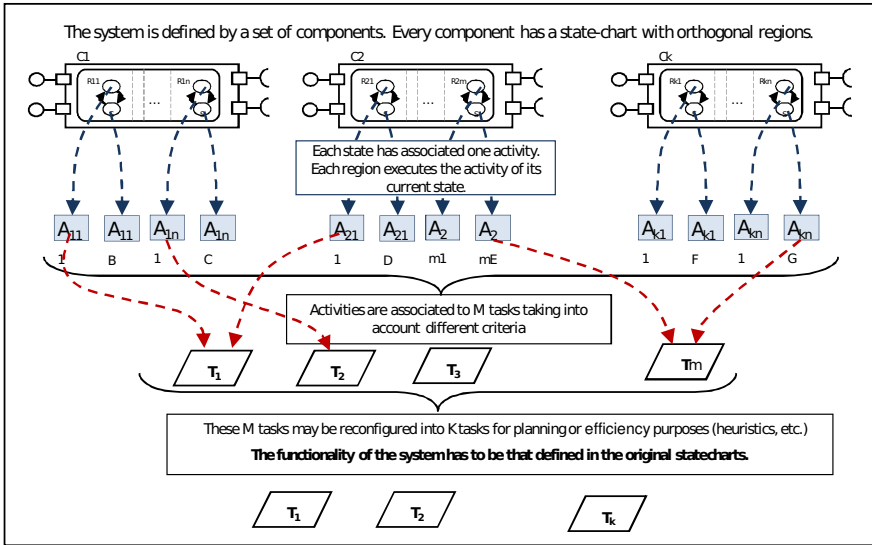 The system is defined by a set of components. Every component has a state-chart with orthogonal regions.
C1 C2 Ck
R11 ... R1n R21 ... R2m Rk1 ... Rkn
Each state has associated one activity.
Each region executes the activity of its
current state.
A11 A11 A1n A1n A21 A21 A2 A2 Ak1 Ak1 Akn Akn
1 B 1 C 1 D m1 mE 1 F 1 G
Activities are associated to M tasks taking into
account different criteria
T1 T2 T3 Tm
These M tasks may be reconfigured into K tasks for planning or efficiency purposes (heuristics, etc.)
The functionality of the system has to be that defined in the original statecharts.
T1 T2 Tk